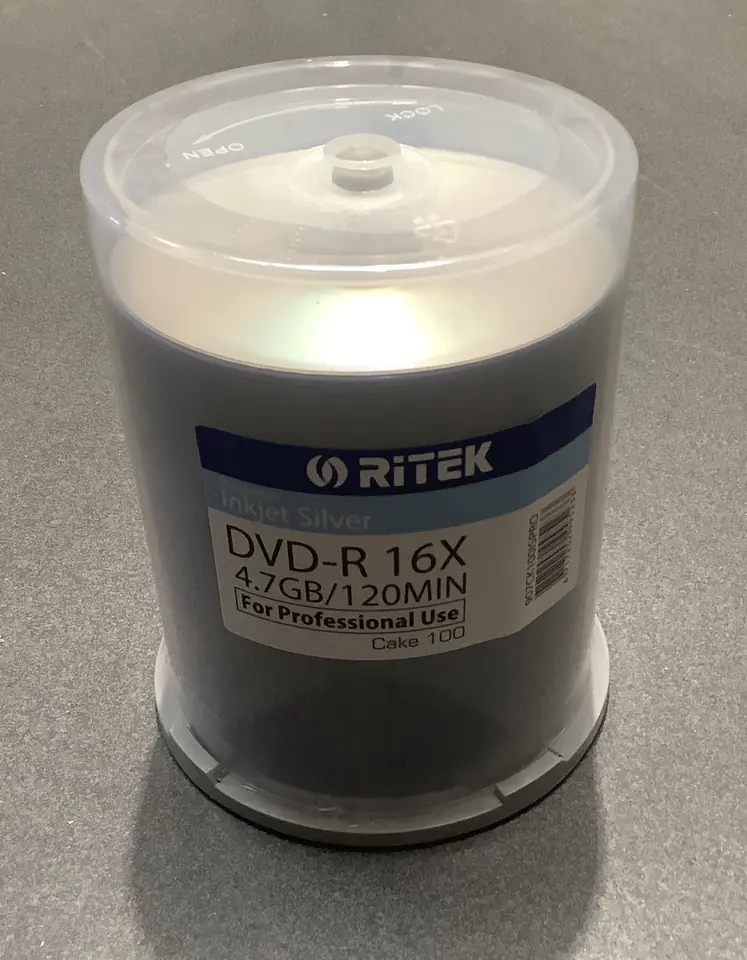 LOCK
OPEN
RiTEK
Inkjet Silver
DVD-R 16X
4.7GB/120MIN
For Professional Use
Cake 100